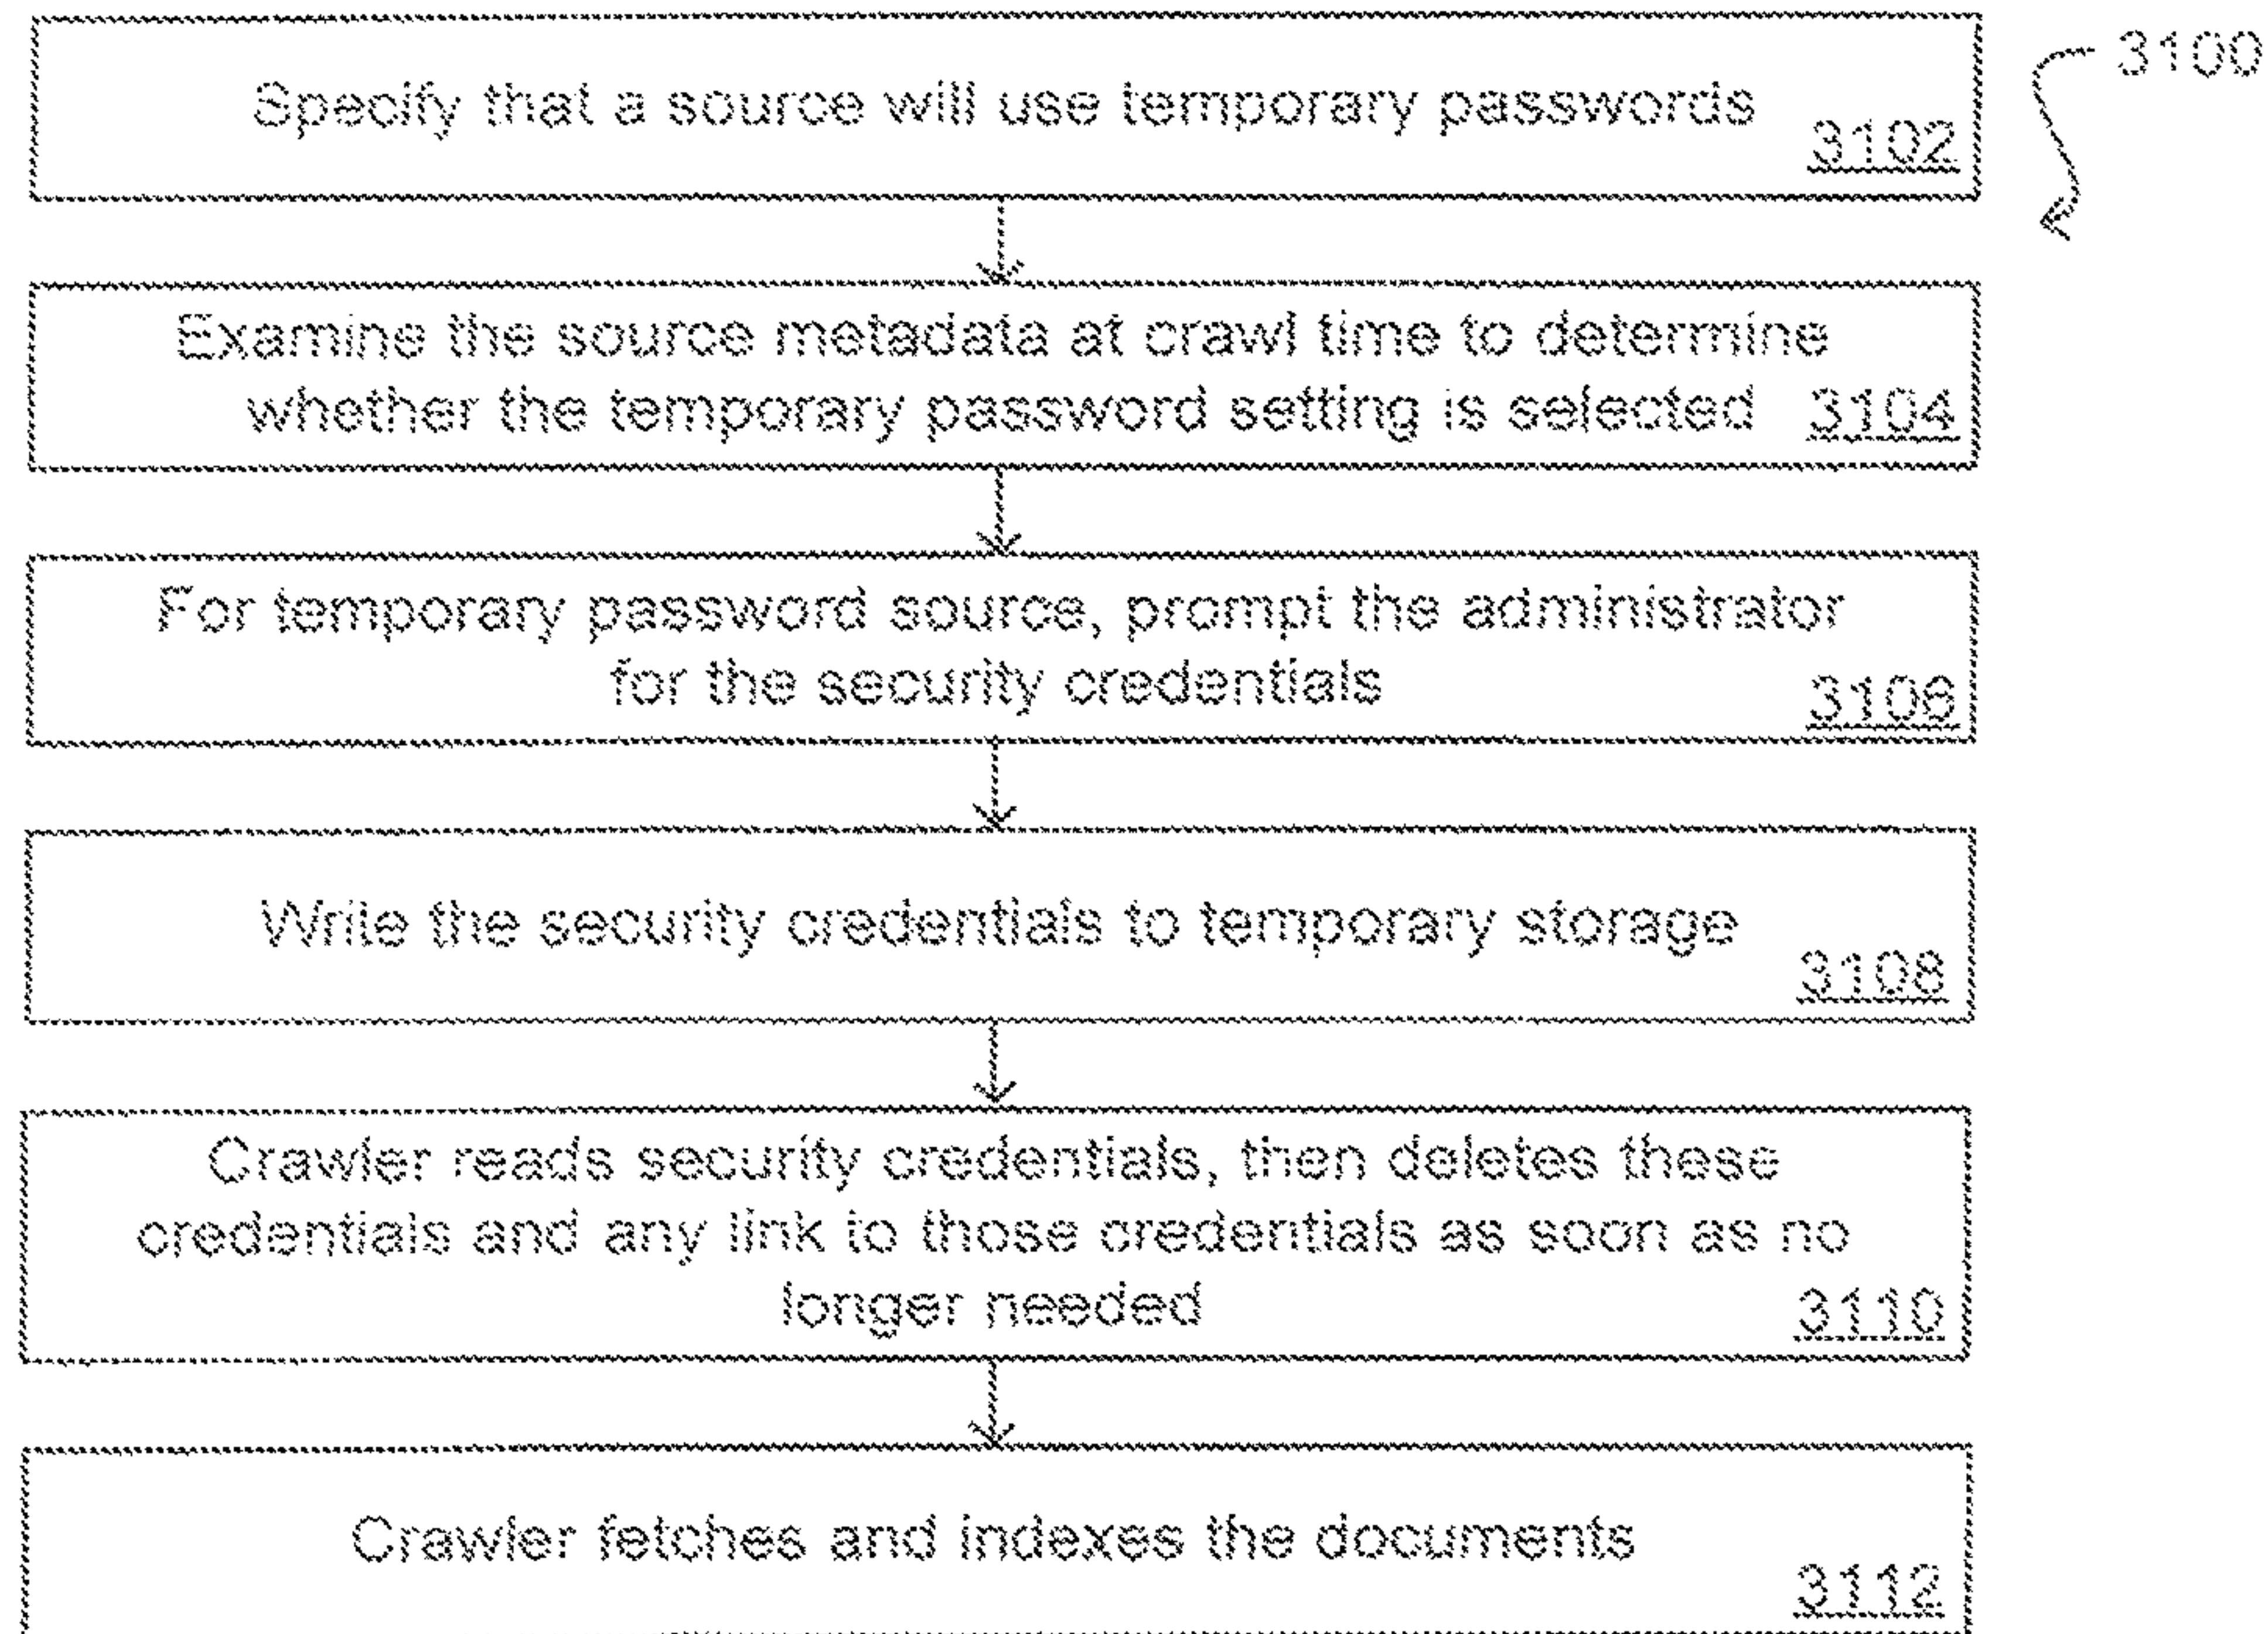 3100
Specify that a source will use temporary passwords
3102
Examine the source metadata at crawl time to determine
whether the temporary password setting is selected 3104
For temporary password source, prompt the administrator
for the security credentials
3106
Write the security credentials to temporary storage
3108
Crawler reads security credentials, then deletes these
credentials and any link to those credentials as soon as no
longer needed
3110
Crawler fetches and indexes the documents
3112